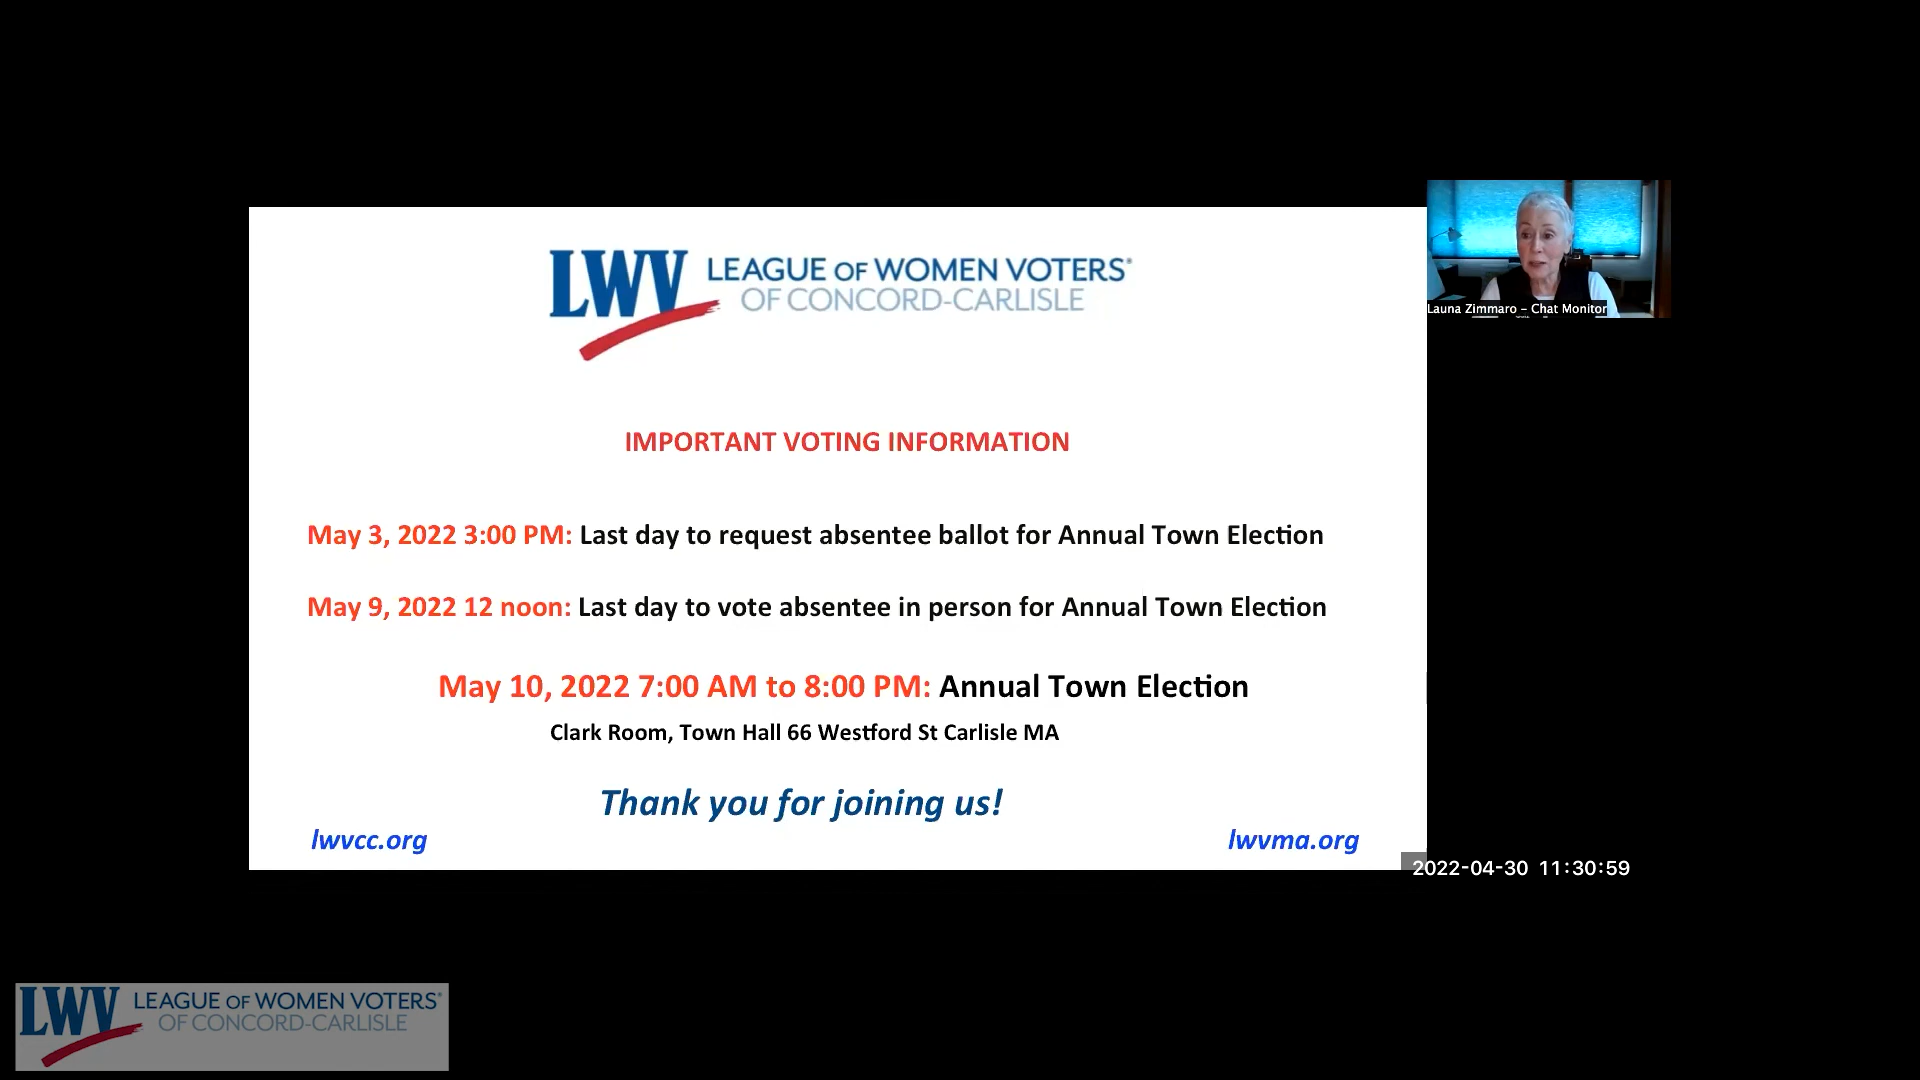 LWV LEAGUE OF WOMEN VOTERS®
OF CONCORD-CARLISLE
Launa Zimmaro – Chat Monitor
IMPORTANT VOTING INFORMATION
May 3, 2022 3:00 PM: Last day to request absentee ballot for Annual Town Election
May 9, 2022 12 noon: Last day to vote absentee in person for Annual Town Election
May 10, 2022 7:00 AM to 8:00 PM: Annual Town Election
Clark Room, Town Hall 66 Westford St Carlisle MA
Thank you for joining us!
lwvcc.org
lwvma.org
2022-04-30 11:30:59
LWV LEAGUE OF WOMEN VOTERS®
OF CONCORD-CARLISLE